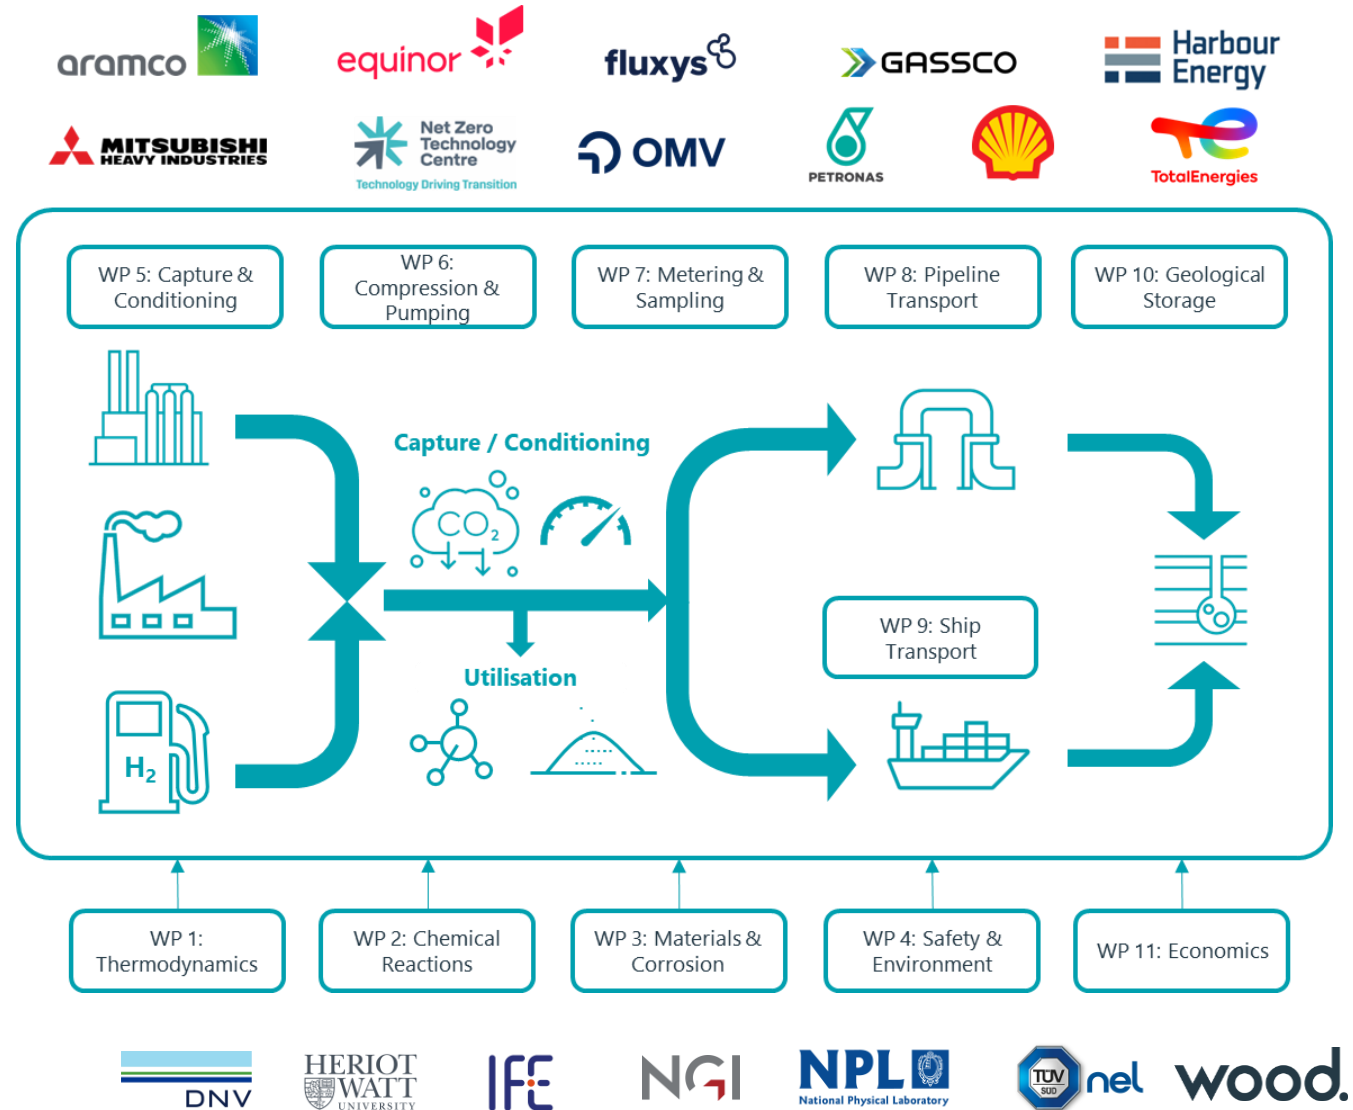 aramco
equinor
fluxys
GASSCO
Harbour
Energy
MITSUBISHI
HEAVY INDUSTRIES
Net Zero
Technology
Centre
Technology Driving Transition
OMV
PETRONAS
TotalEnergies
WP 5: Capture &
Conditioning
WP 6:
Compression &
Pumping
WP 7: Metering &
Sampling
WP 8: Pipeline
Transport
WP 10: Geological
Storage
Capture / Conditioning
CO2
WP 9: Ship
Transport
Utilisation
H2
WP 1:
Thermodynamics
WP 2: Chemical
Reactions
WP 3: Materials &
Corrosion
WP 4: Safety &
Environment
WP 11: Economics
DNV
HERIOT
WATT
UNIVERSITY
IFE
NGI
NPL
National Physical Laboratory
TÜV
SÜD
nel
wood.